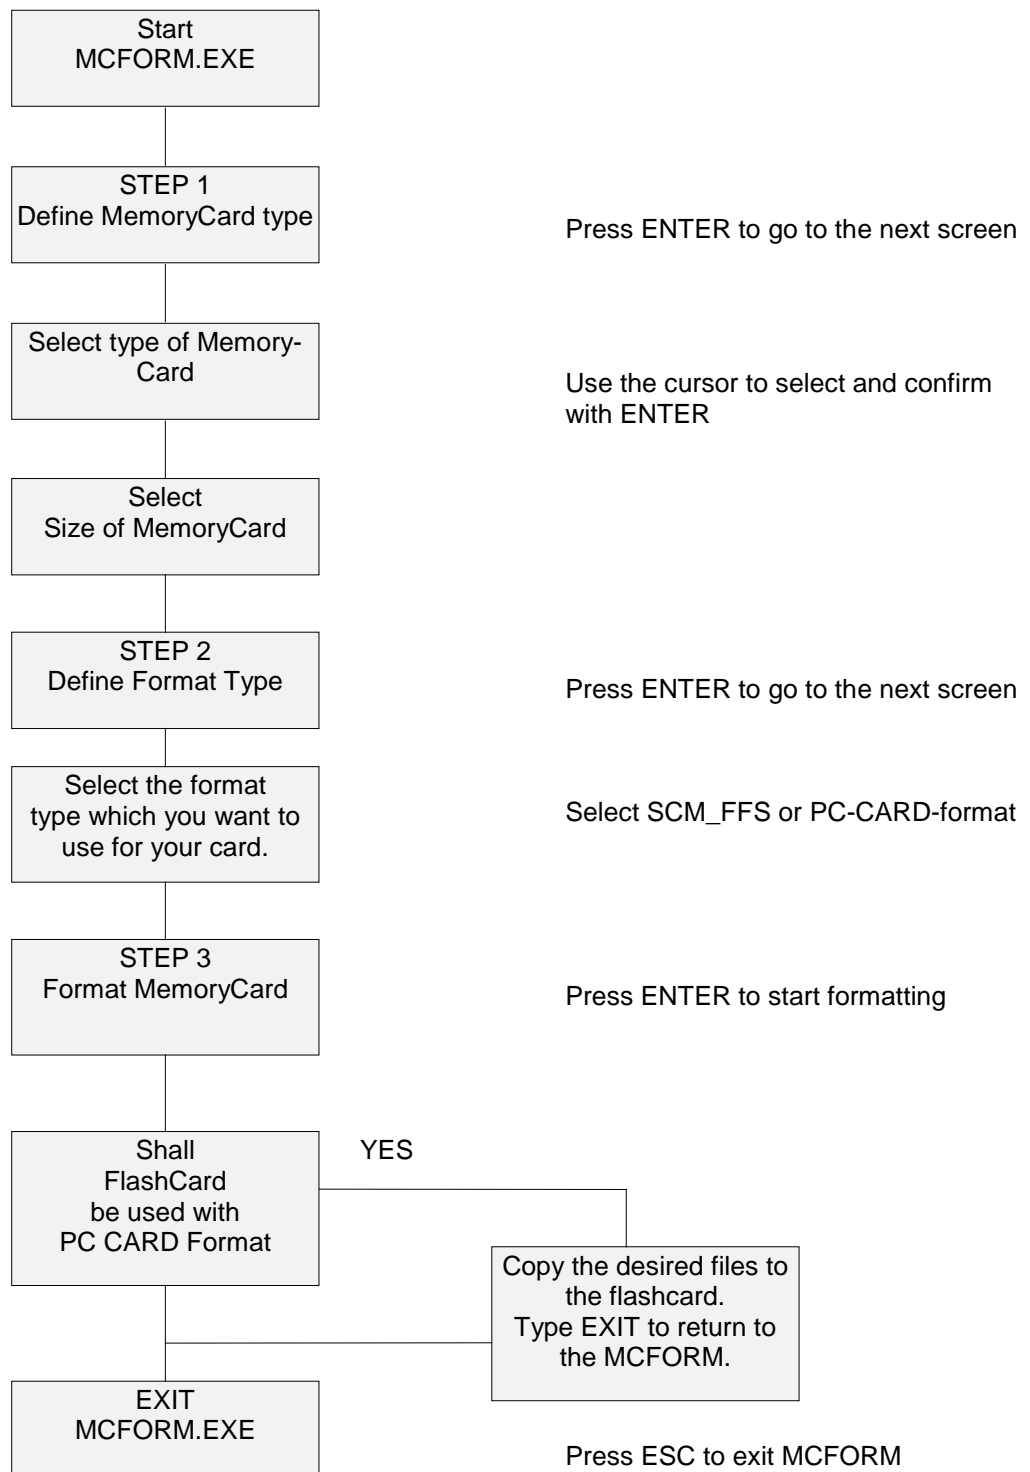 Start
MCFORM.EXE
STEP 1
Define MemoryCard type
Press ENTER to go to the next screen
Select type of Memory-
Card
Use the cursor to select and confirm
with ENTER
Select
Size of MemoryCard
STEP 2
Define Format Type
Press ENTER to go to the next screen
Select the format
type which you want to
use for your card.
Select SCM_FFS or PC-CARD-format
STEP 3
Format MemoryCard
Press ENTER to start formatting
Shall
FlashCard
be used with
PC CARD Format
YES
Copy the desired files to
the flashcard.
Type EXIT to return to
the MCFORM.
EXIT
MCFORM.EXE
Press ESC to exit MCFORM